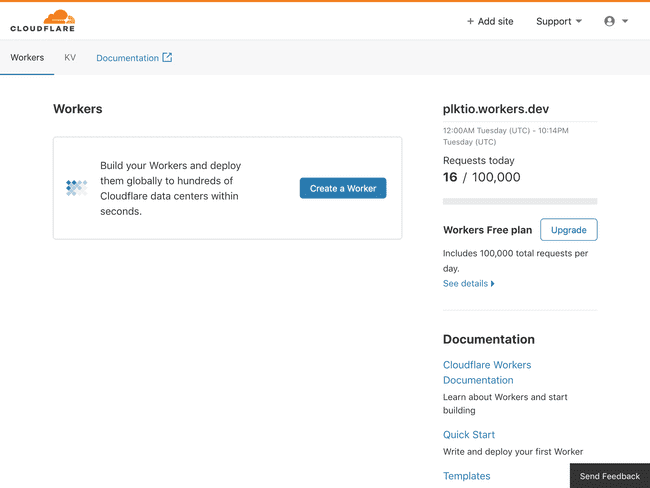 CLOUDFLARE
+ Add site
Support
Workers
KV
Documentation
Workers
Build your Workers and deploy
them globally to hundreds of
Cloudflare data centers within
seconds.
Create a Worker
plktio.workers.dev
12:00AM Tuesday (UTC) - 10:14PM
Tuesday (UTC)
Requests today
16 / 100,000
Workers Free plan
Upgrade
Includes 100,000 total requests per
day.
See details
Documentation
Cloudflare Workers
Documentation
Learn about Workers and start
building
Quick Start
Write and deploy your first Worker
Templates
Send Feedback